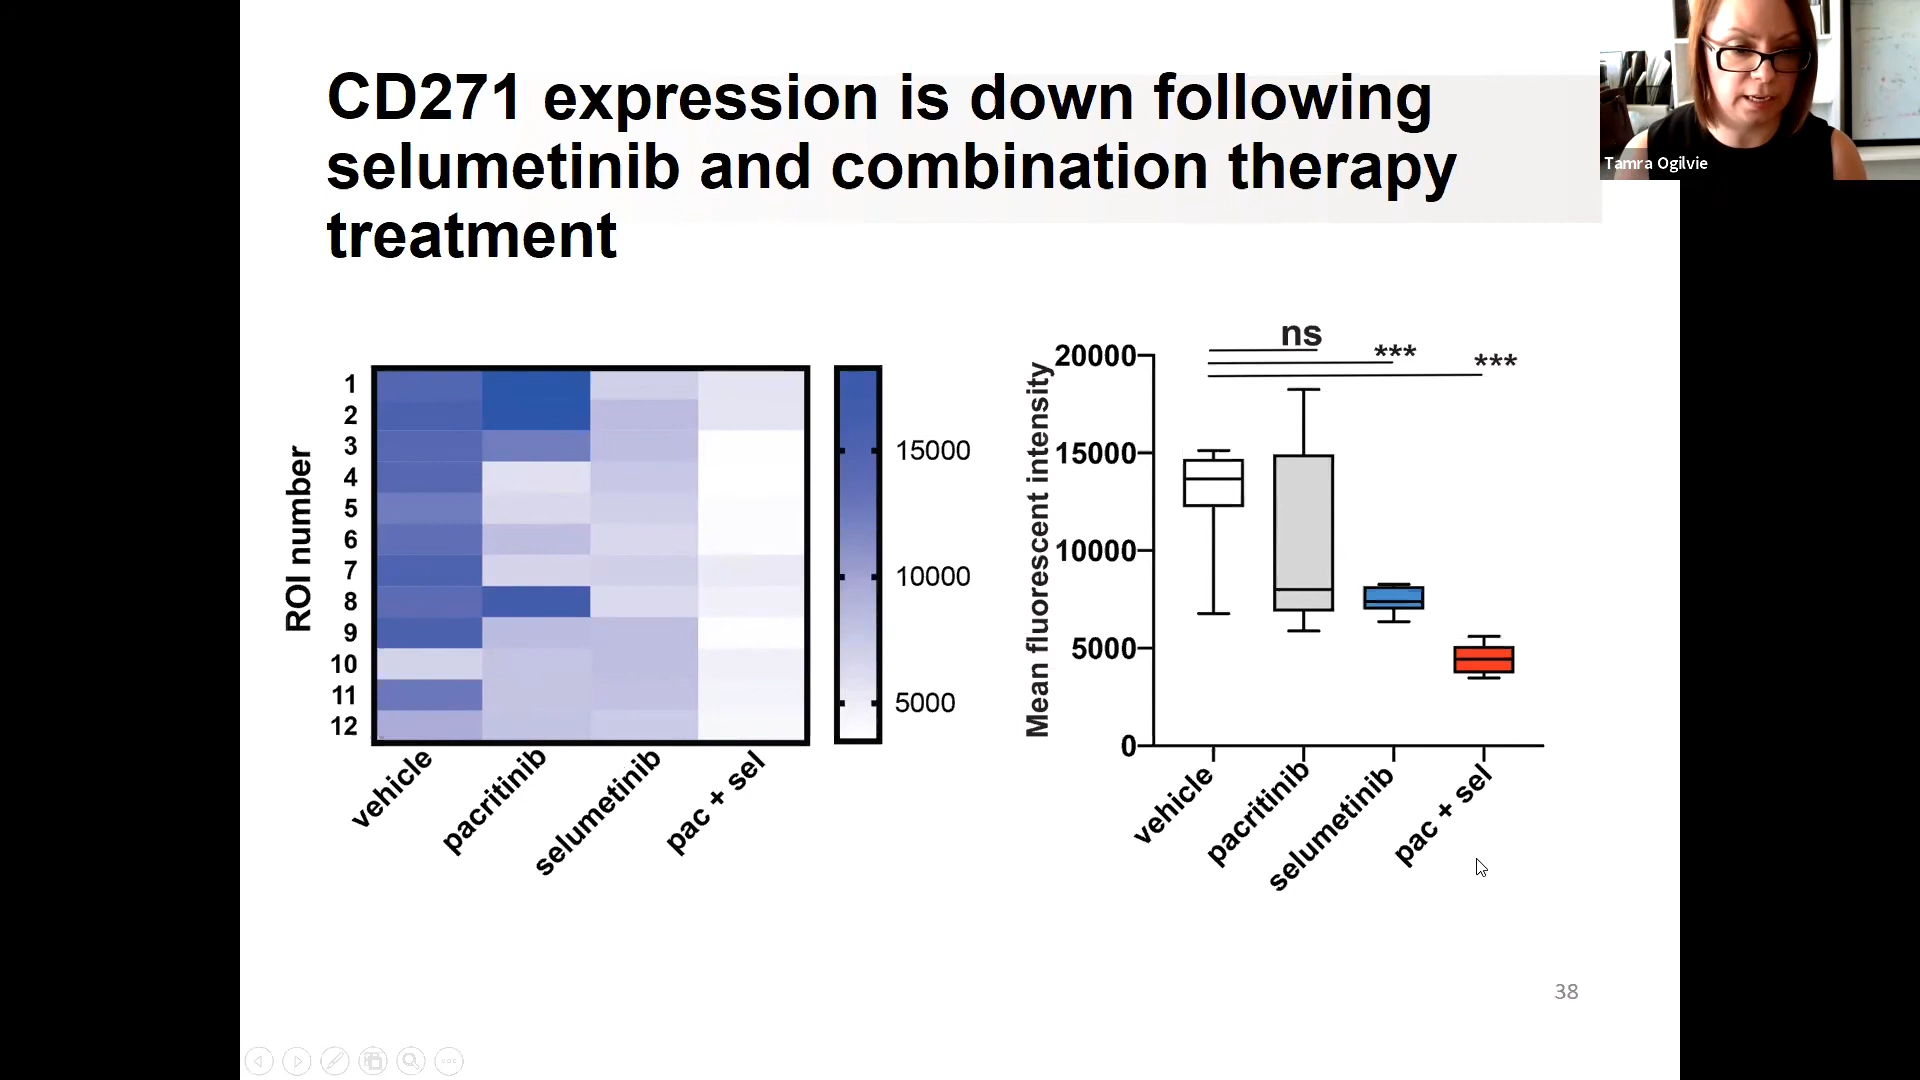 CD271 expression is down following
selumetinib and combination therapy
treatment
Tamra Ogilvie
ROI number
1
2
3
4
5
6
7
8
9
10
11
12
vehicle
pacritinib
selumetinib
pac + sel
15000
10000
5000
Mean fluorescent intensity
20000
15000
10000
5000
0
ns
***
***
vehicle
pacritinib
selumetinib
pac + sel
38